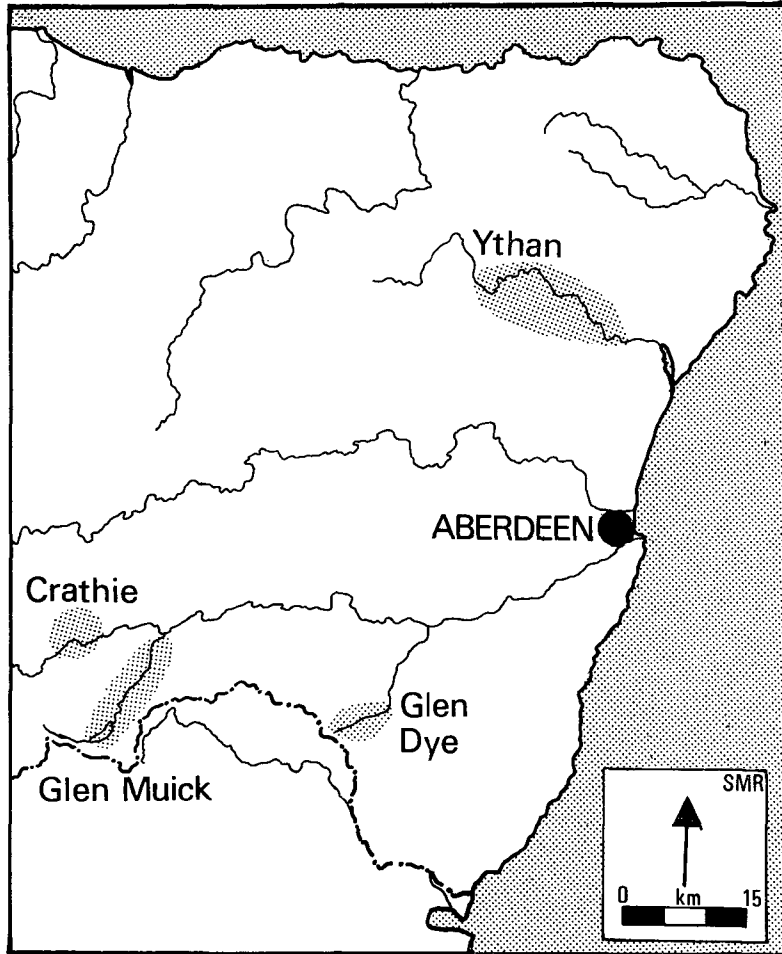 Ythan
ABERDEEN
Crathie
Glen
Dye
Glen Muick
SMR
0 km 15